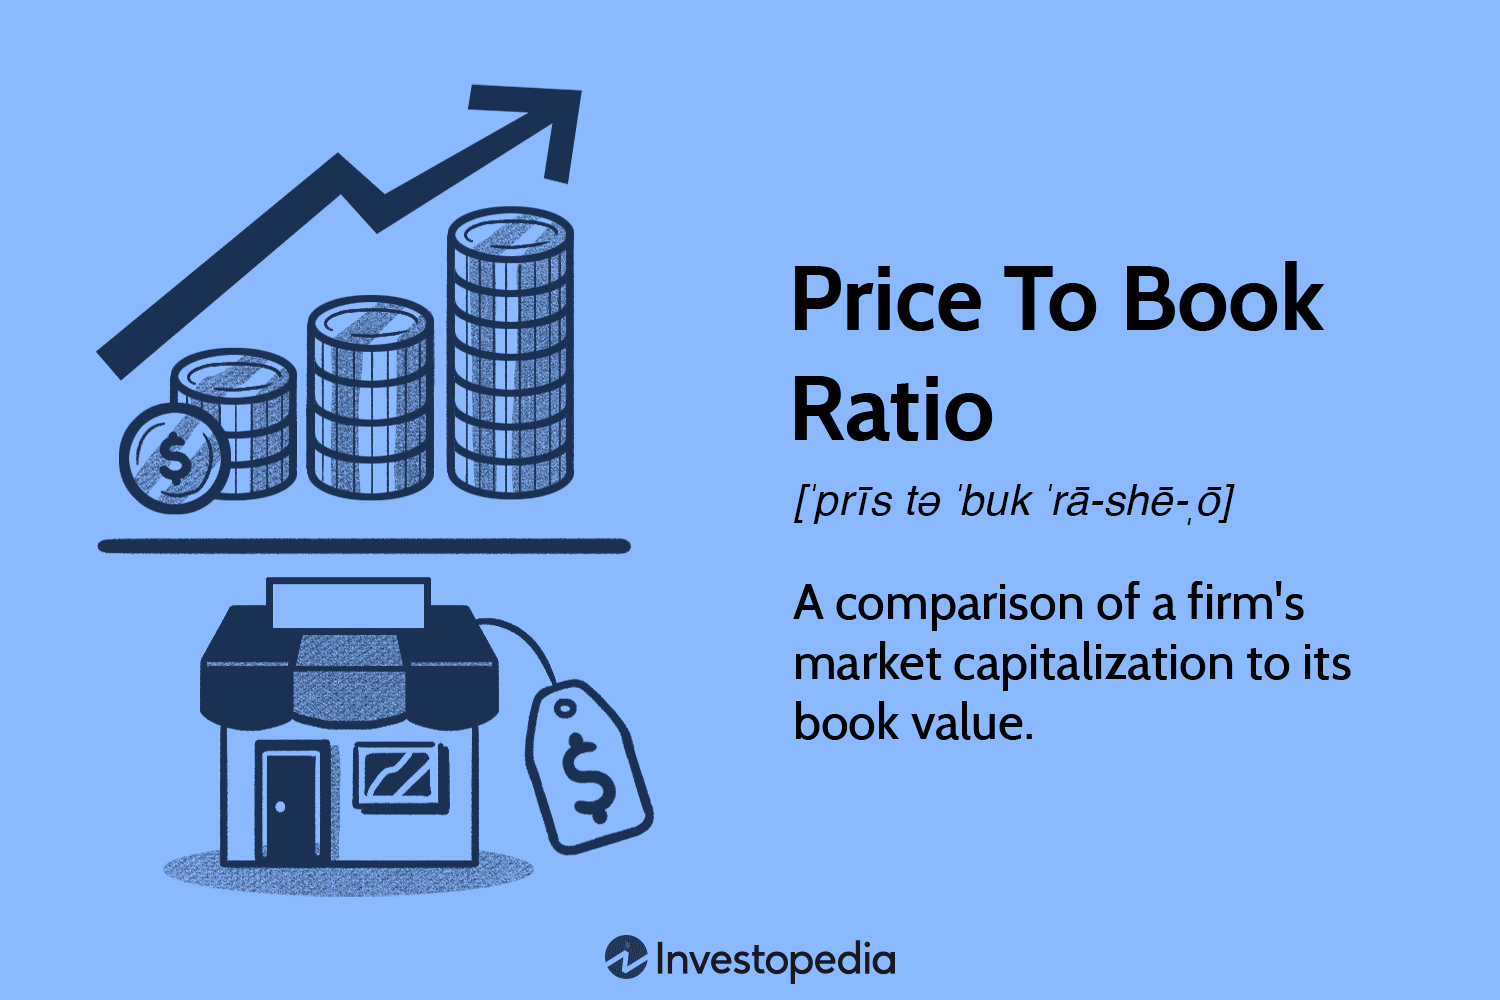 Price To Book
Ratio
[ˈprīs tə ˈbuk ˈrā-shē-ˌō]
A comparison of a firm's
market capitalization to its
book value.
$
$
Investopedia